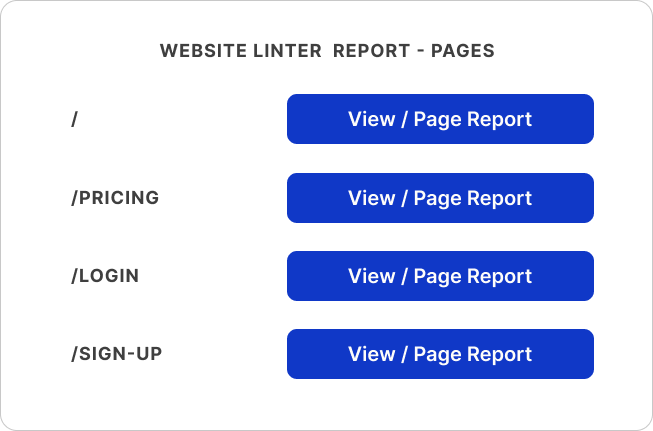 WEBSITE LINTER REPORT - PAGES
/ View / Page Report
/PRICING View / Page Report
/LOGIN View / Page Report
/SIGN-UP View / Page Report